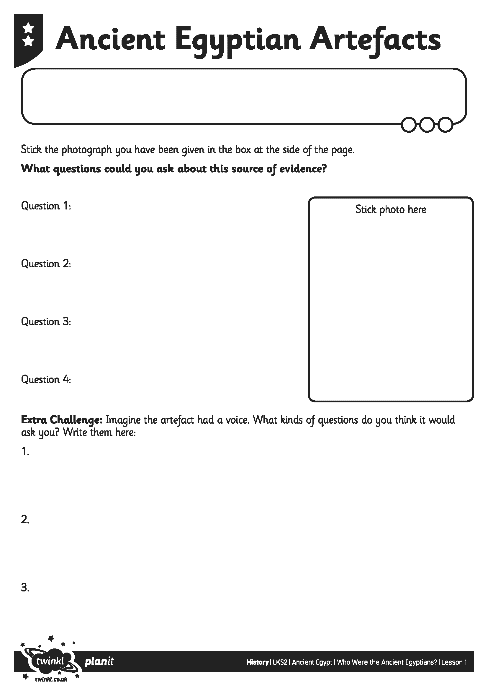 Ancient Egyptian Artefacts
Stick the photograph you have been given in the box at the side of the page.
What questions could you ask about this source of evidence?
Question 1:
Stick photo here
Question 2:
Question 3:
Question 4:
Extra Challenge: Imagine the artefact had a voice. What kinds of questions do you think it would
ask you? Write them here:
1.
2.
3.
twinkl planit
twinkl.co.uk
History | LKS2 | Ancient Egypt | Who Were the Ancient Egyptians? | Lesson 1